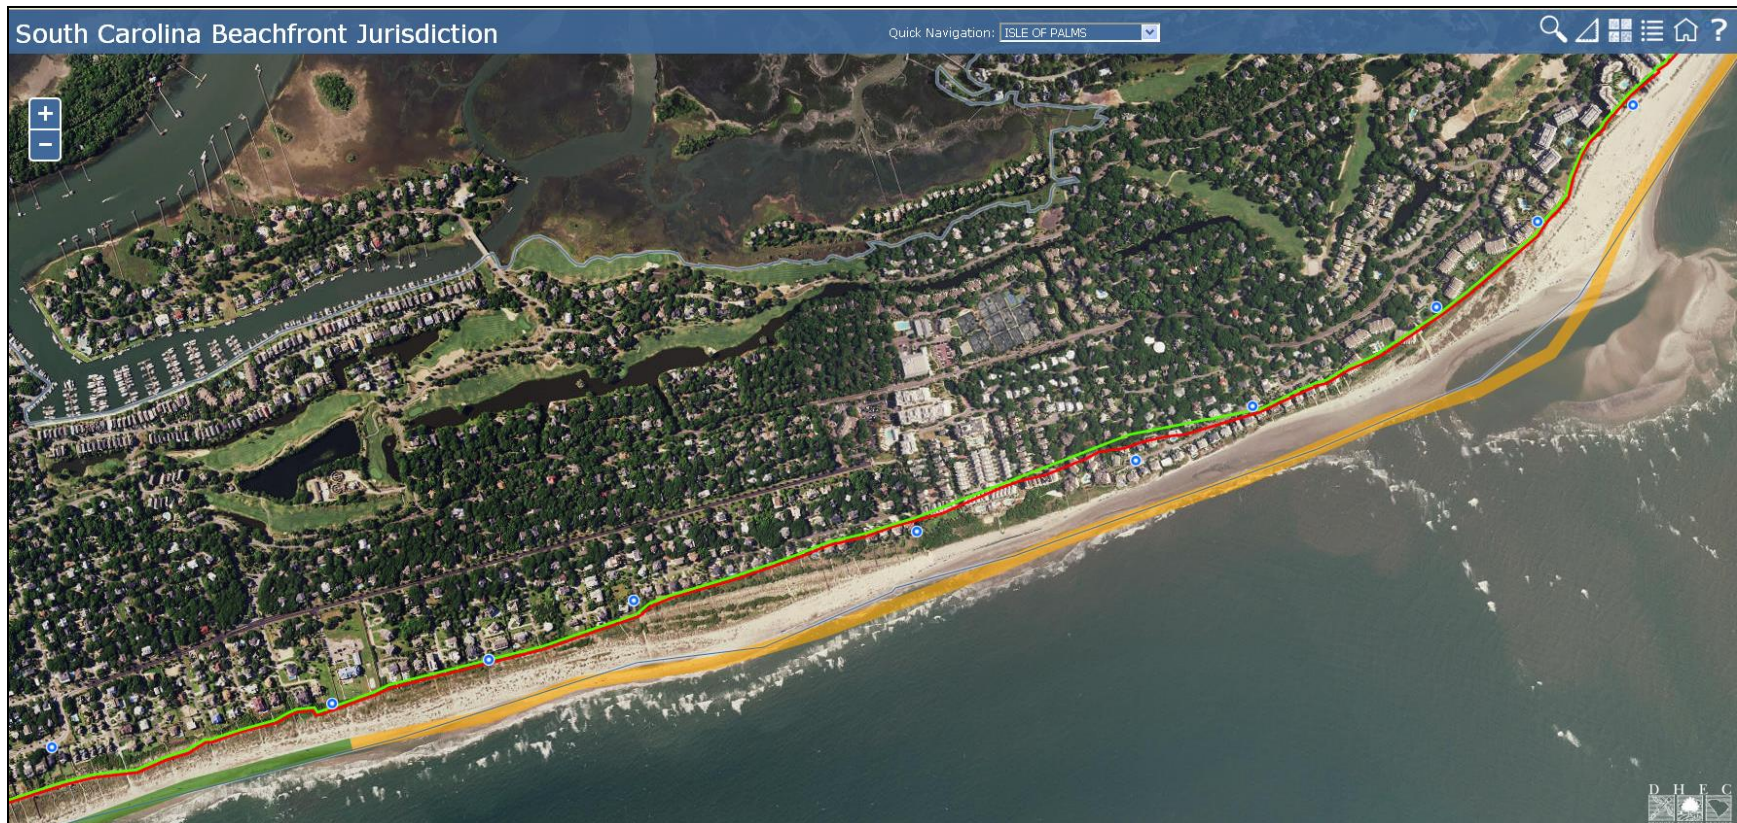 South Carolina Beachfront Jurisdiction
Quick Navigation: ISLE OF PALMS
?
+
−
D H E C